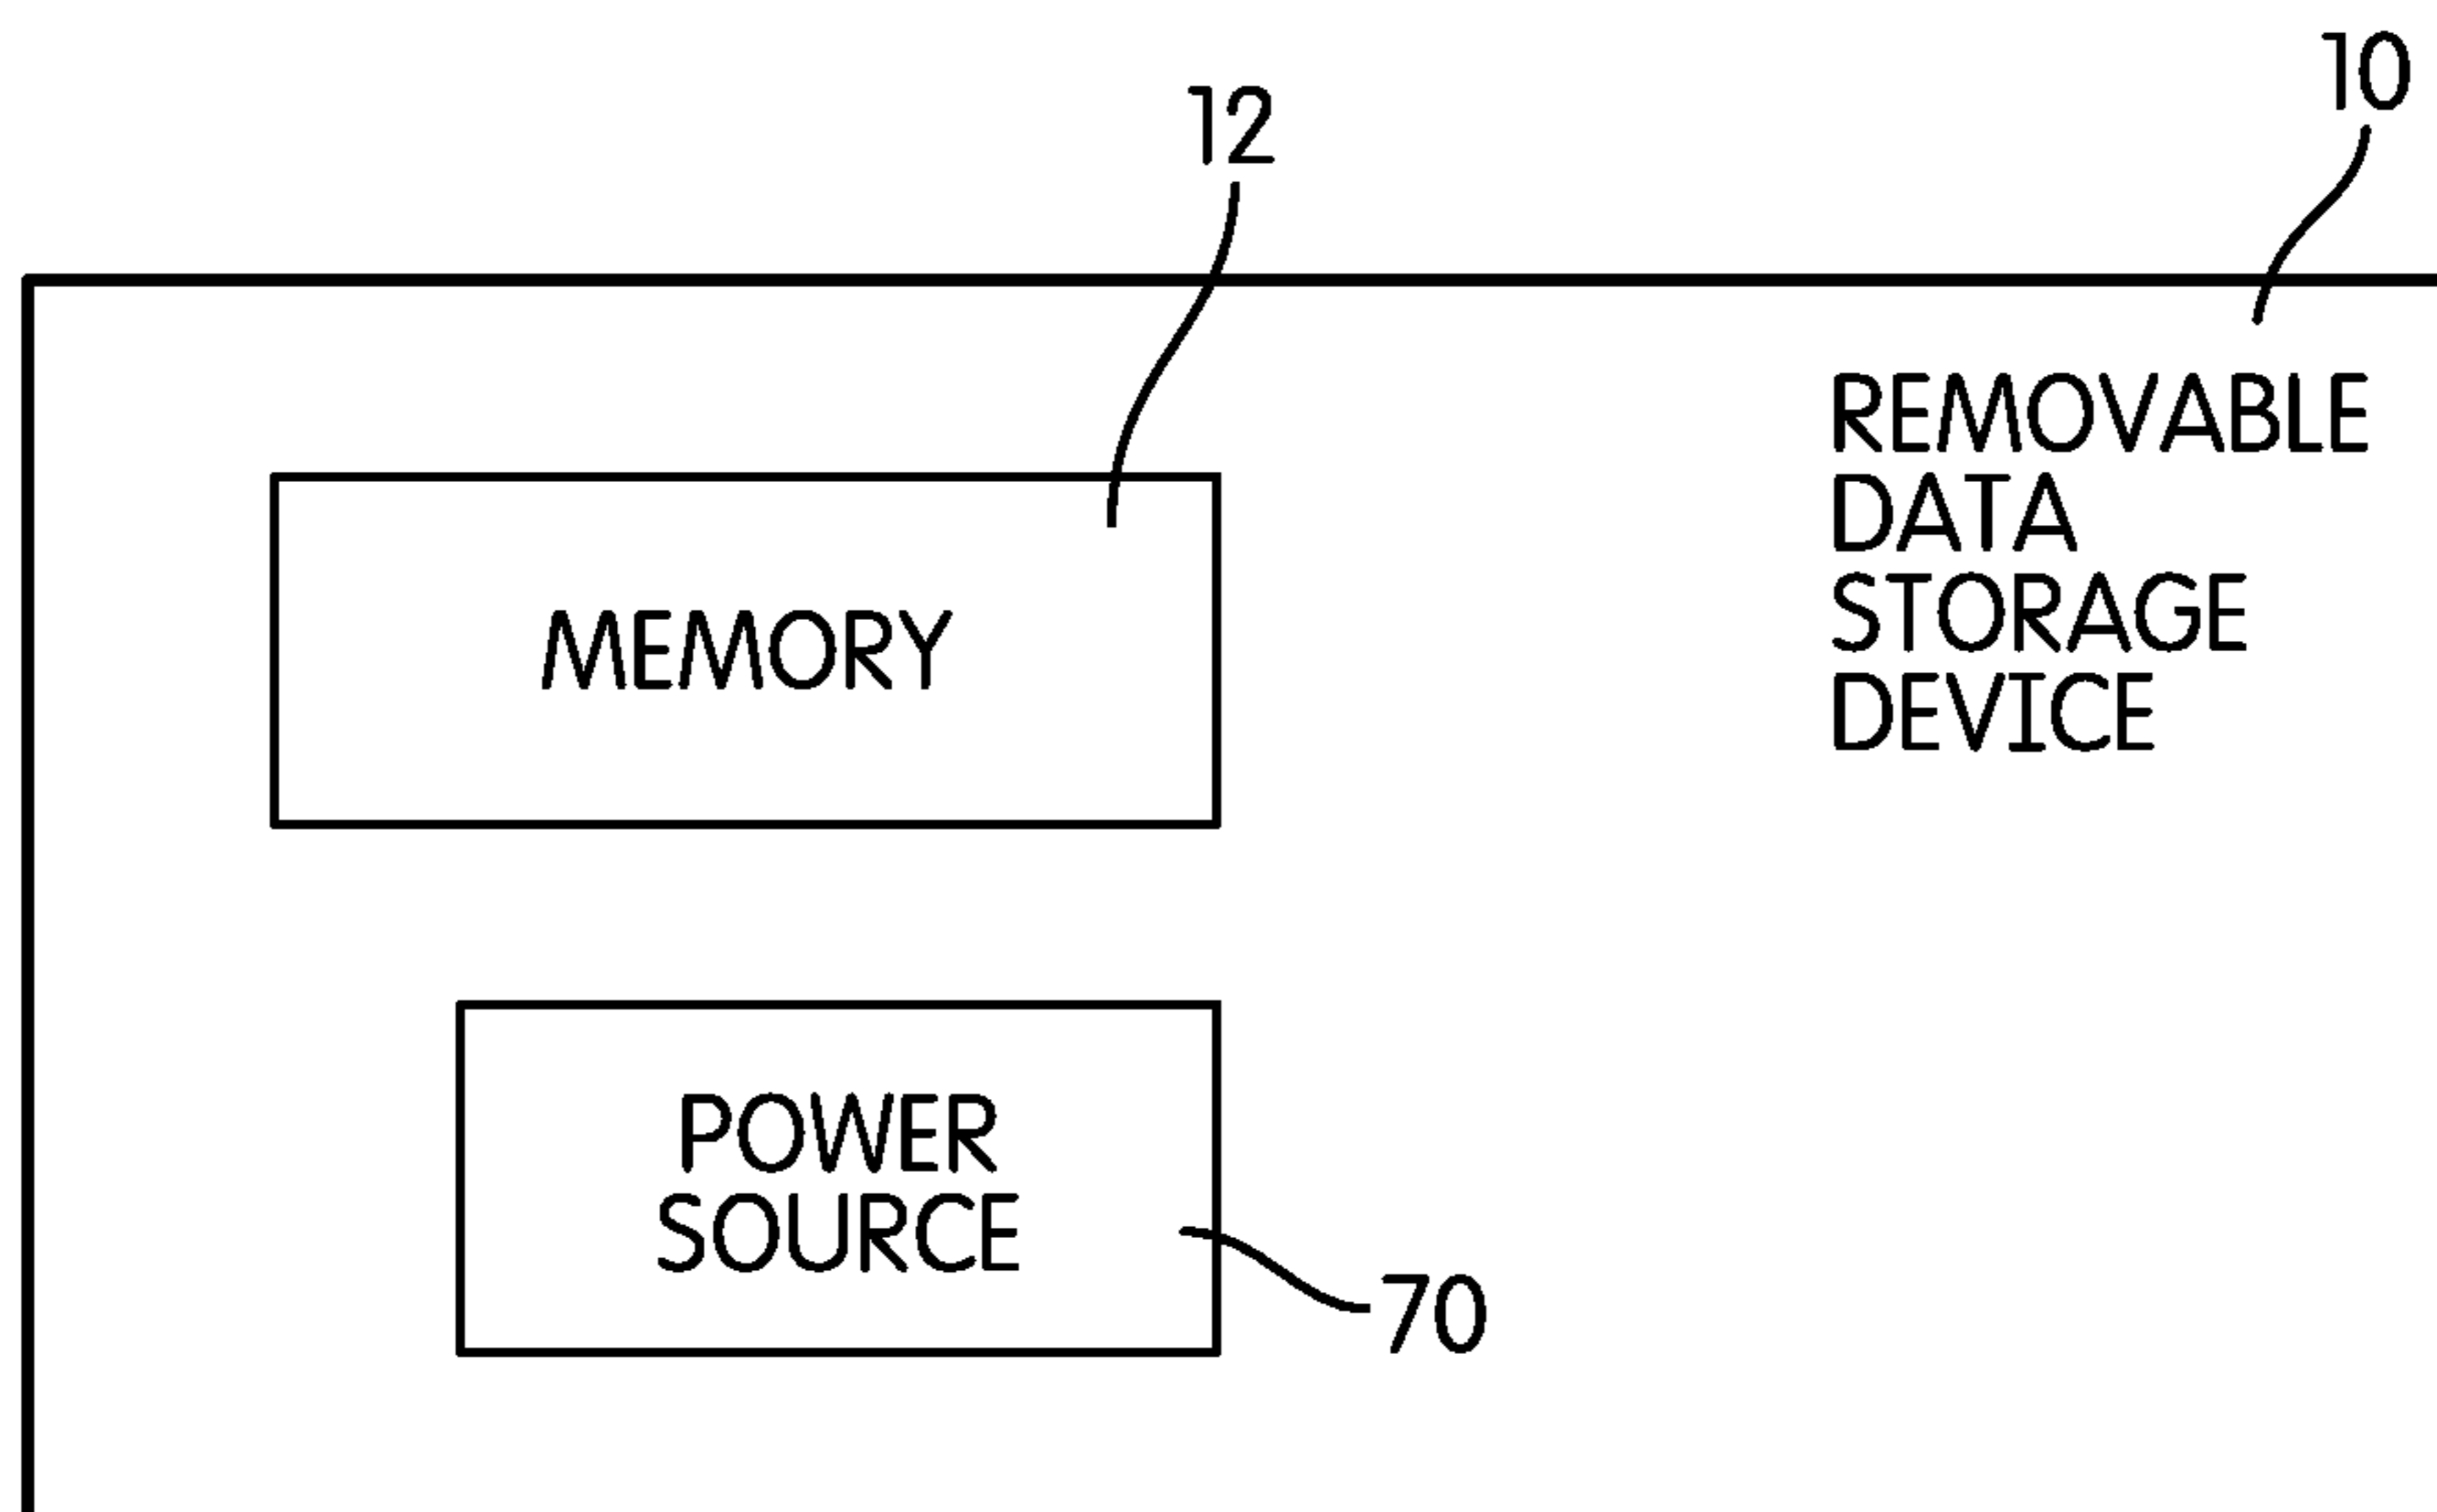 10
12
REMOVABLE
DATA
STORAGE
DEVICE
MEMORY
POWER
SOURCE
70